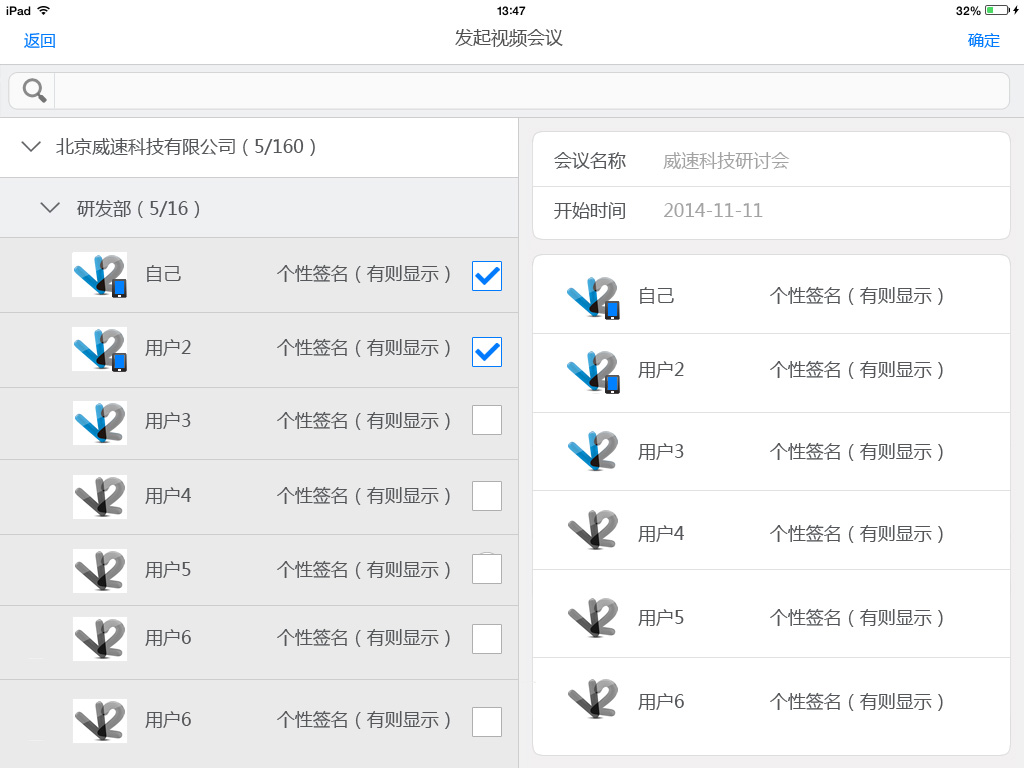 iPad 13:47 32%
返回 发起视频会议 确定
北京威速科技有限公司（5/160）
研发部（5/16）
自己 个性签名（有则显示）
用户2 个性签名（有则显示）
用户3 个性签名（有则显示）
用户4 个性签名（有则显示）
用户5 个性签名（有则显示）
用户6 个性签名（有则显示）
用户6 个性签名（有则显示）
会议名称 威速科技研讨会
开始时间 2014-11-11
自己 个性签名（有则显示）
用户2 个性签名（有则显示）
用户3 个性签名（有则显示）
用户4 个性签名（有则显示）
用户5 个性签名（有则显示）
用户6 个性签名（有则显示）